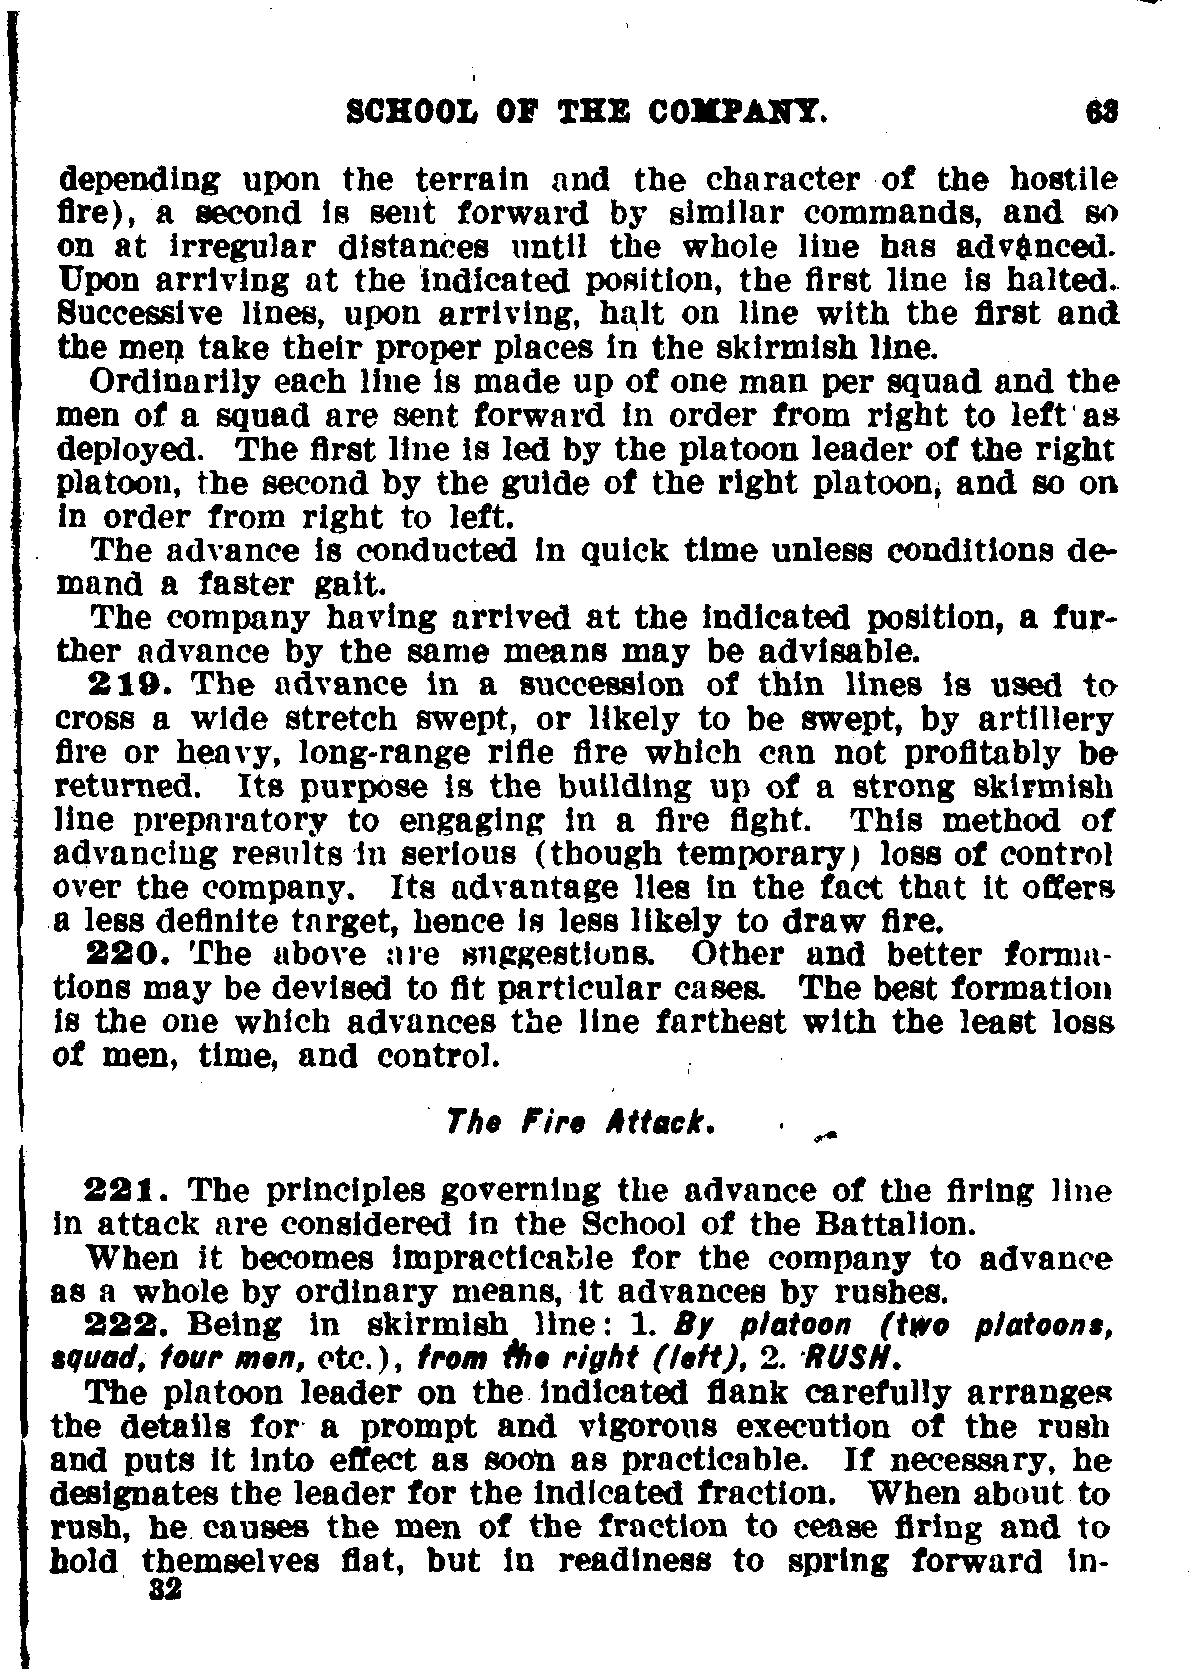 SCHOOL OF THE COMPANY. 63
depending upon the terrain and the character of the hostile
fire), a second is sent forward by similar commands, and so
on at irregular distances until the whole line has advanced.
Upon arriving at the indicated position, the first line is halted.
Successive lines, upon arriving, halt on line with the first and
the men take their proper places in the skirmish line.
Ordinarily each line is made up of one man per squad and the
men of a squad are sent forward in order from right to left as
deployed. The first line is led by the platoon leader of the right
platoon, the second by the guide of the right platoon, and so on
in order from right to left.
The advance is conducted in quick time unless conditions de-
mand a faster gait.
The company having arrived at the indicated position, a fur-
ther advance by the same means may be advisable.
219. The advance in a succession of thin lines is used to
cross a wide stretch swept, or likely to be swept, by artillery
fire or heavy, long-range rifle fire which can not profitably be
returned. Its purpose is the building up of a strong skirmish
line preparatory to engaging in a fire fight. This method of
advancing results in serious (though temporary) loss of control
over the company. Its advantage lies in the fact that it offers
a less definite target, hence is less likely to draw fire.
220. The above are suggestions. Other and better forma-
tions may be devised to fit particular cases. The best formation
is the one which advances the line farthest with the least loss
of men, time, and control.
The Fire Attack.
221. The principles governing the advance of the firing line
in attack are considered in the School of the Battalion.
When it becomes impracticable for the company to advance
as a whole by ordinary means, it advances by rushes.
222. Being in skirmish line: 1. By platoon (two platoons,
squad, four men, etc.), from the right (left), 2. RUSH.
The platoon leader on the indicated flank carefully arranges
the details for a prompt and vigorous execution of the rush
and puts it into effect as soon as practicable. If necessary, he
designates the leader for the indicated fraction. When about to
rush, he causes the men of the fraction to cease firing and to
hold themselves flat, but in readiness to spring forward in-
32